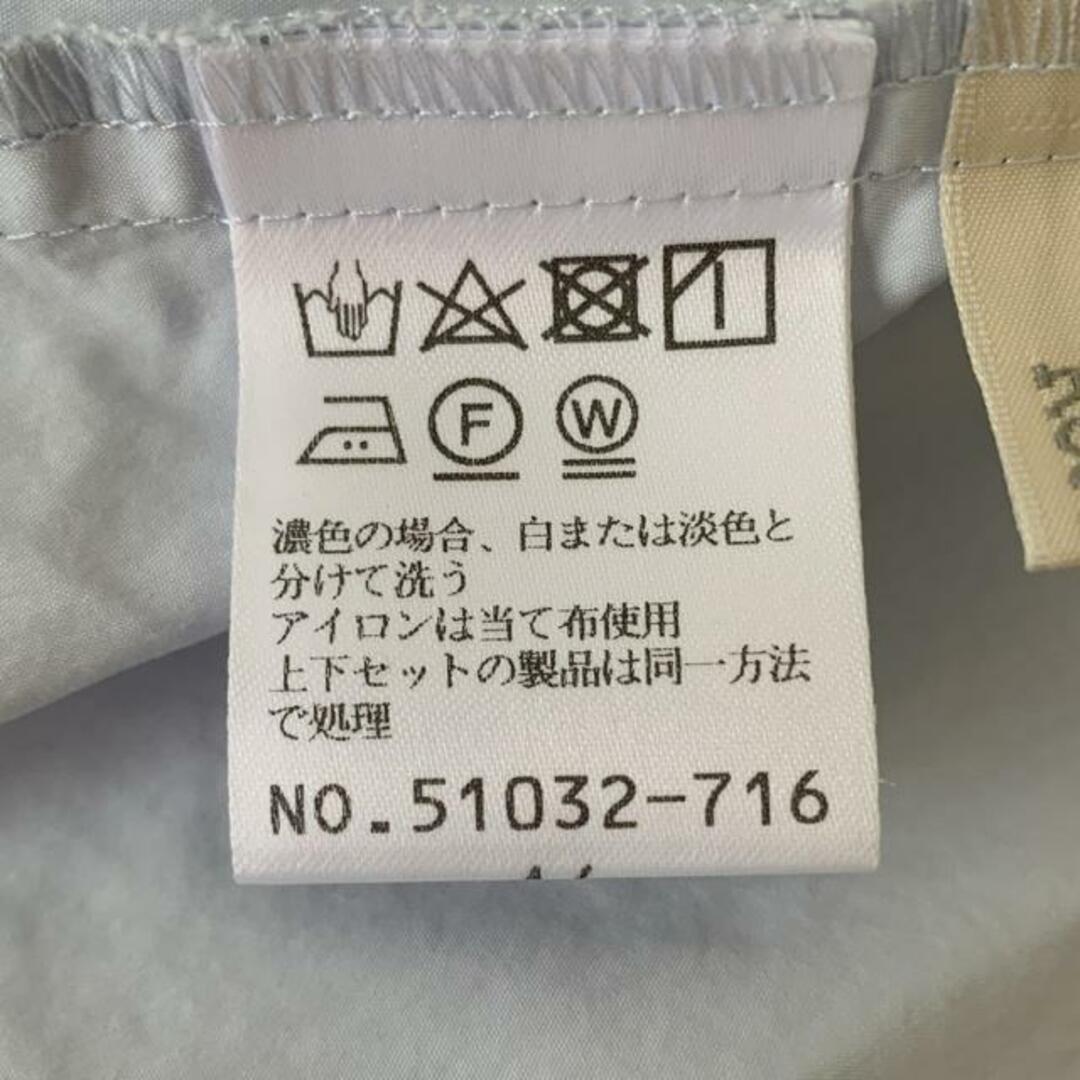 F W
濃色の場合、白または淡色と
分けて洗う
アイロンは当て布使用
上下セットの製品は同一方法
で処理
NO.51032-716